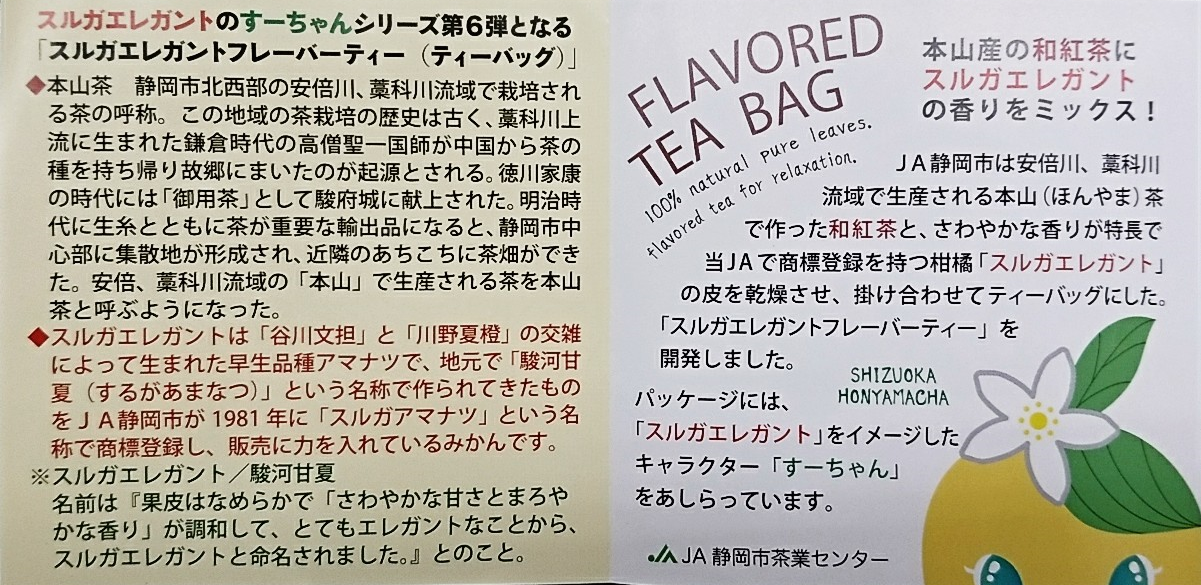 スルガエレガントのすーちゃんシリーズ第6弾となる
「スルガエレガントフレーバーティー（ティーバッグ）」
◆本山茶　静岡市北西部の安倍川、藁科川流域で栽培され
る茶の呼称。この地域の茶栽培の歴史は古く、藁科川上
流に生まれた鎌倉時代の高僧聖一国師が中国から茶の
種を持ち帰り故郷にまいたのが起源とされる。徳川家康
の時代には「御用茶」として駿府城に献上された。明治時
代に生糸とともに茶が重要な輸出品になると、静岡市中
心部に集散地が形成され、近隣のあちこちに茶畑ができ
た。安倍、藁科川流域の「本山」で生産される茶を本山
茶と呼ぶようになった。
◆スルガエレガントは「谷川文担」と「川野夏橙」の交雑
によって生まれた早生品種アマナツで、地元で「駿河甘
夏（するがあまなつ）」という名称で作られてきたもの
をＪＡ静岡市が1981年に「スルガアマナツ」という名
称で商標登録し、販売に力を入れているみかんです。
※スルガエレガント／駿河甘夏
名前は『果皮はなめらかで「さわやかな甘さとまろや
かな香り」が調和して、とてもエレガントなことから、
スルガエレガントと命名されました。』とのこと。
FLAVORED
TEA BAG
100% natural pure leaves.
flavored tea for relaxation.
本山産の和紅茶に
スルガエレガント
の香りをミックス！
ＪＡ静岡市は安倍川、藁科川
流域で生産される本山（ほんやま）茶
で作った和紅茶と、さわやかな香りが特長で
当JAで商標登録を持つ柑橘「スルガエレガント」
の皮を乾燥させ、掛け合わせてティーバッグにした。
「スルガエレガントフレーバーティー」を
開発しました。
SHIZUOKA
HONYAMACHA
パッケージには、
「スルガエレガント」をイメージした
キャラクター「すーちゃん」
をあしらっています。
JA 静岡市茶業センター